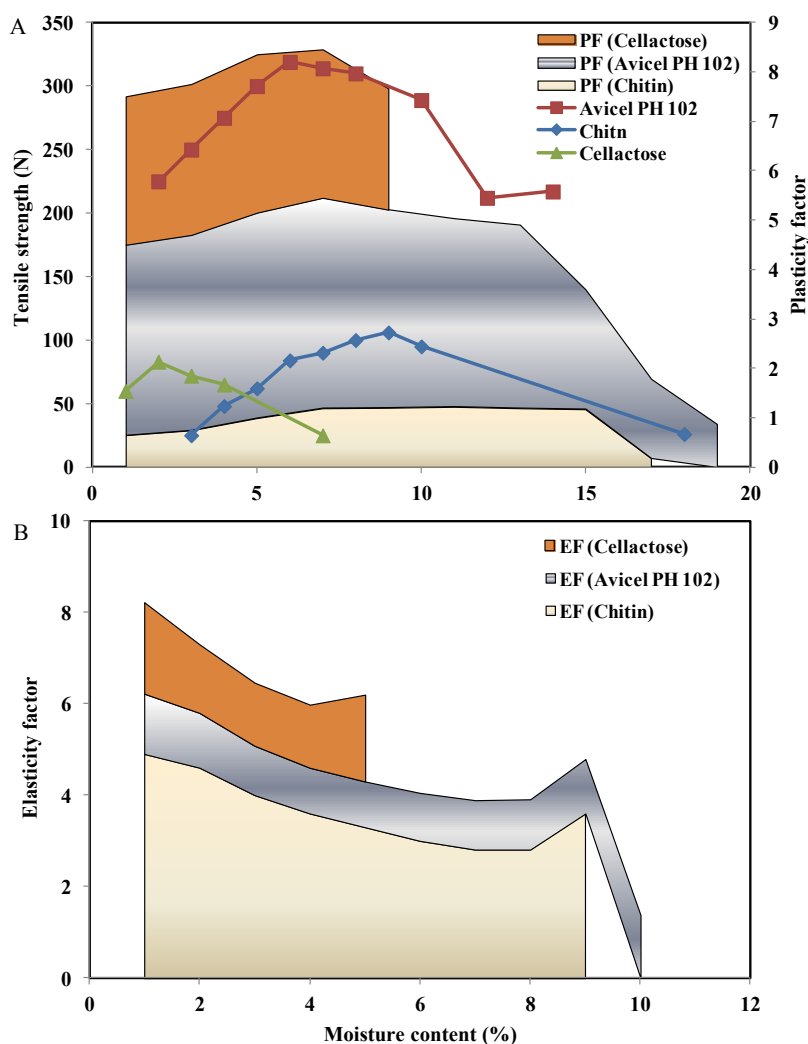 A
350
300
250
200
150
100
50
0
Tensile strength (N)
9
8
7
6
5
4
3
2
1
0
Plasticity factor
PF (Cellactose)
PF (Avicel PH 102)
PF (Chitin)
Avicel PH 102
Chitn
Cellactose
0 5 10 15 20
B
10
8
6
4
2
0
Elasticity factor
EF (Cellactose)
EF (Avicel PH 102)
EF (Chitin)
0 2 4 6 8 10 12
Moisture content (%)